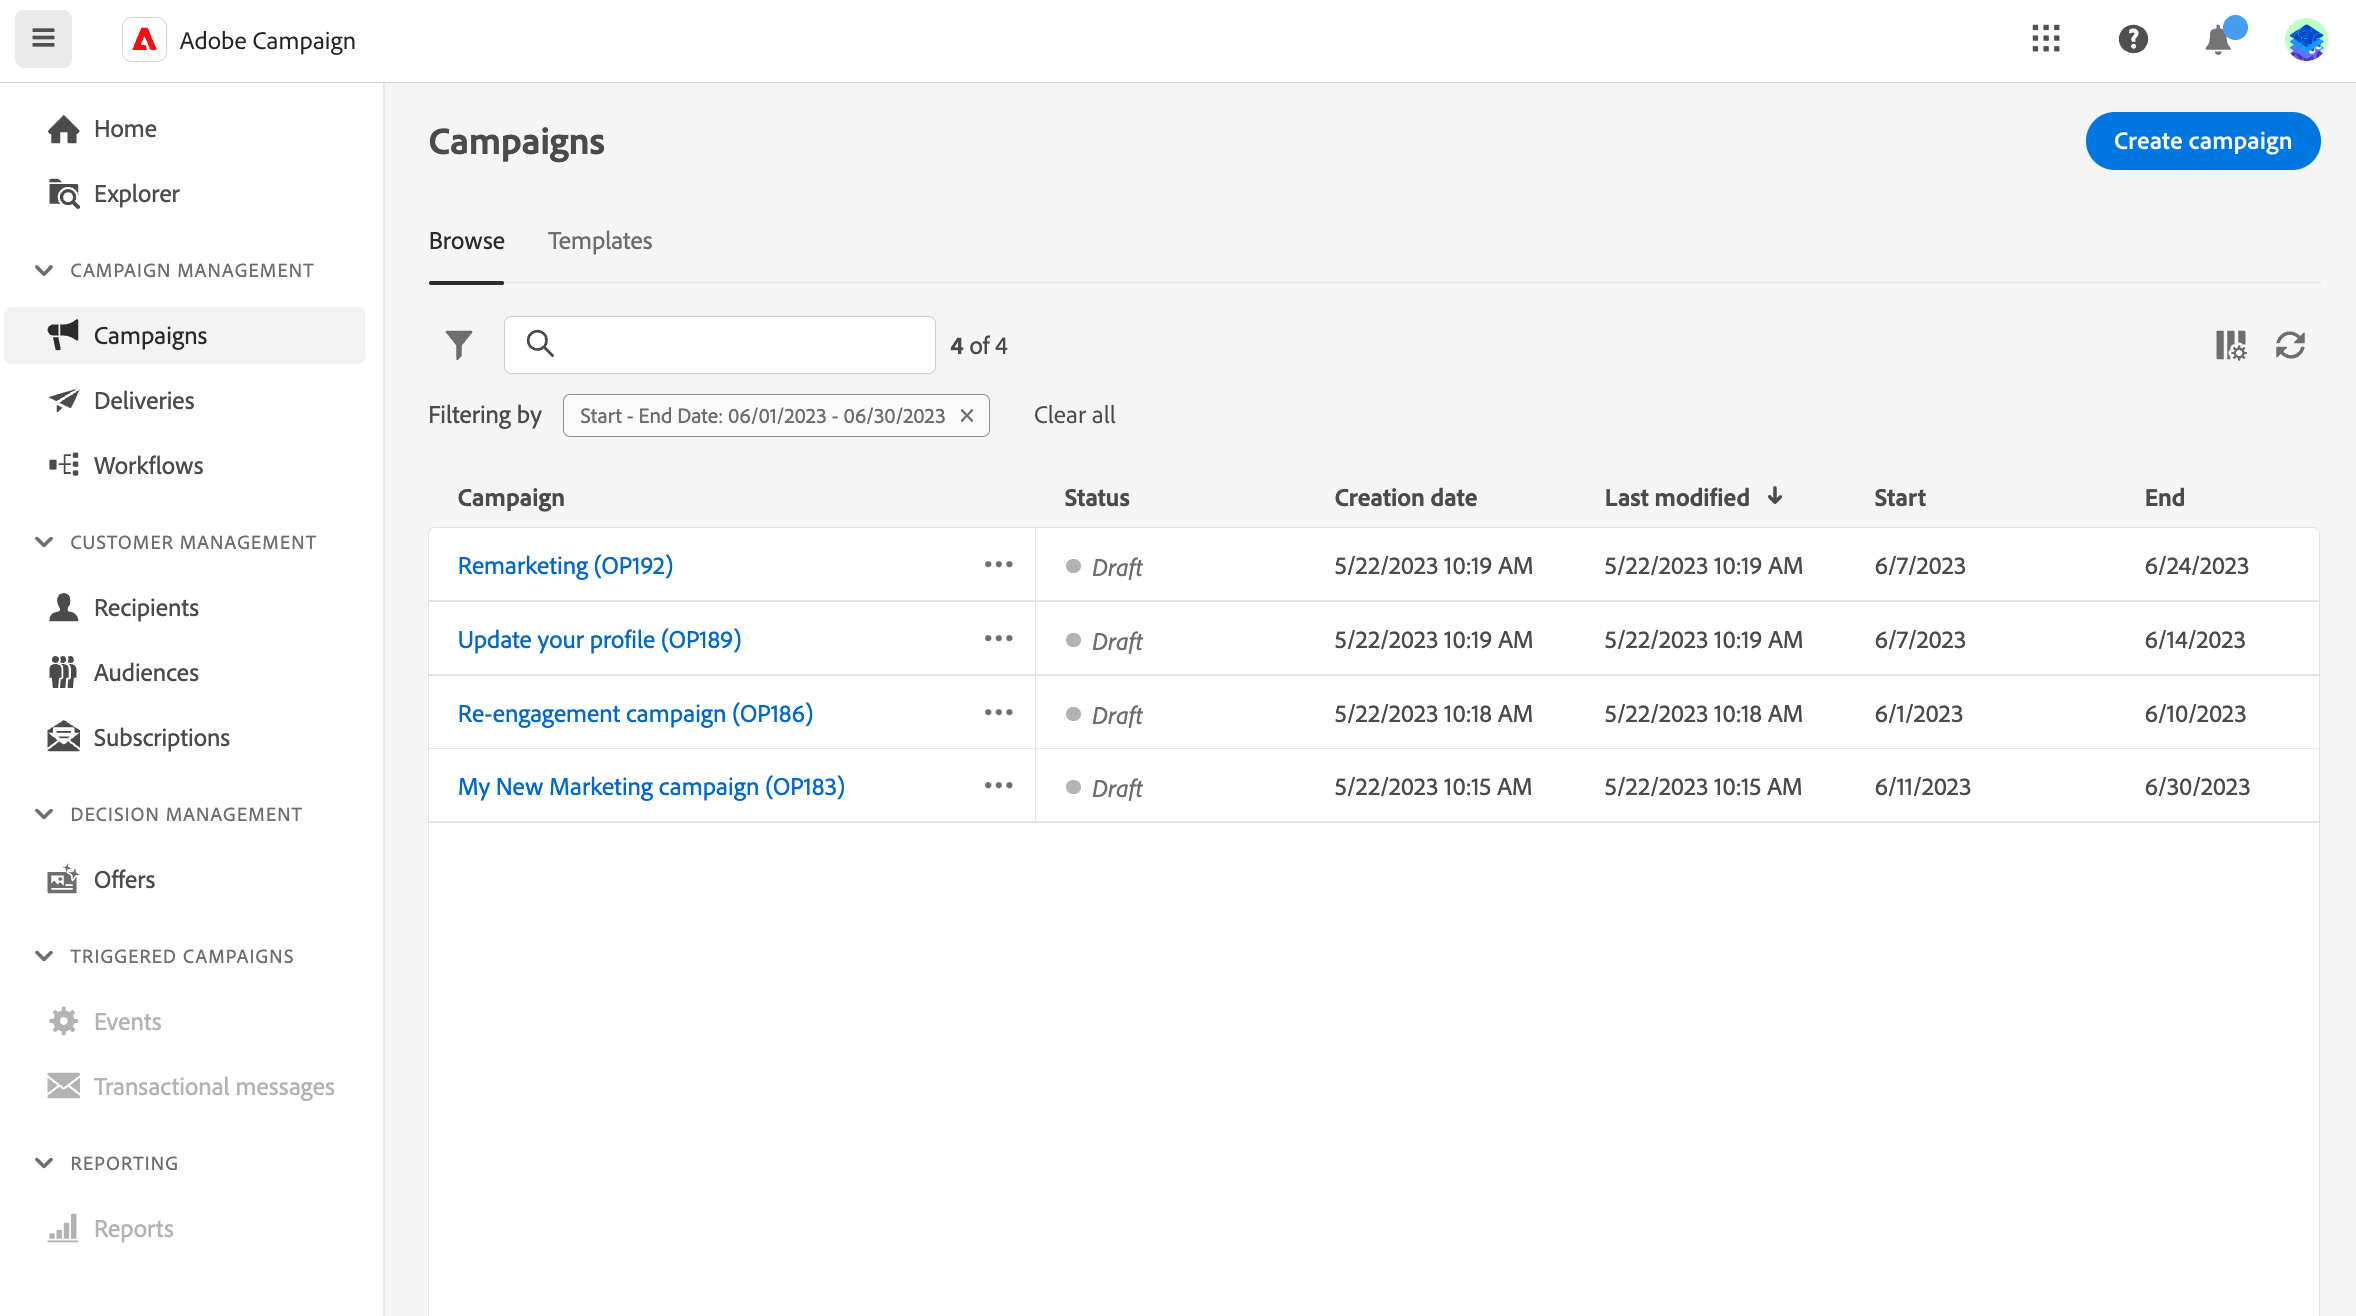 Adobe Campaign
Home
Explorer
CAMPAIGN MANAGEMENT
Campaigns
Deliveries
Workflows
CUSTOMER MANAGEMENT
Recipients
Audiences
Subscriptions
DECISION MANAGEMENT
Offers
TRIGGERED CAMPAIGNS
Events
Transactional messages
REPORTING
Reports
Campaigns
Create campaign
Browse Templates
4 of 4
Filtering by Start - End Date: 06/01/2023 - 06/30/2023 Clear all
Campaign Status Creation date Last modified Start End
Remarketing (OP192) Draft 5/22/2023 10:19 AM 5/22/2023 10:19 AM 6/7/2023 6/24/2023
Update your profile (OP189) Draft 5/22/2023 10:19 AM 5/22/2023 10:19 AM 6/7/2023 6/14/2023
Re-engagement campaign (OP186) Draft 5/22/2023 10:18 AM 5/22/2023 10:18 AM 6/1/2023 6/10/2023
My New Marketing campaign (OP183) Draft 5/22/2023 10:15 AM 5/22/2023 10:15 AM 6/11/2023 6/30/2023